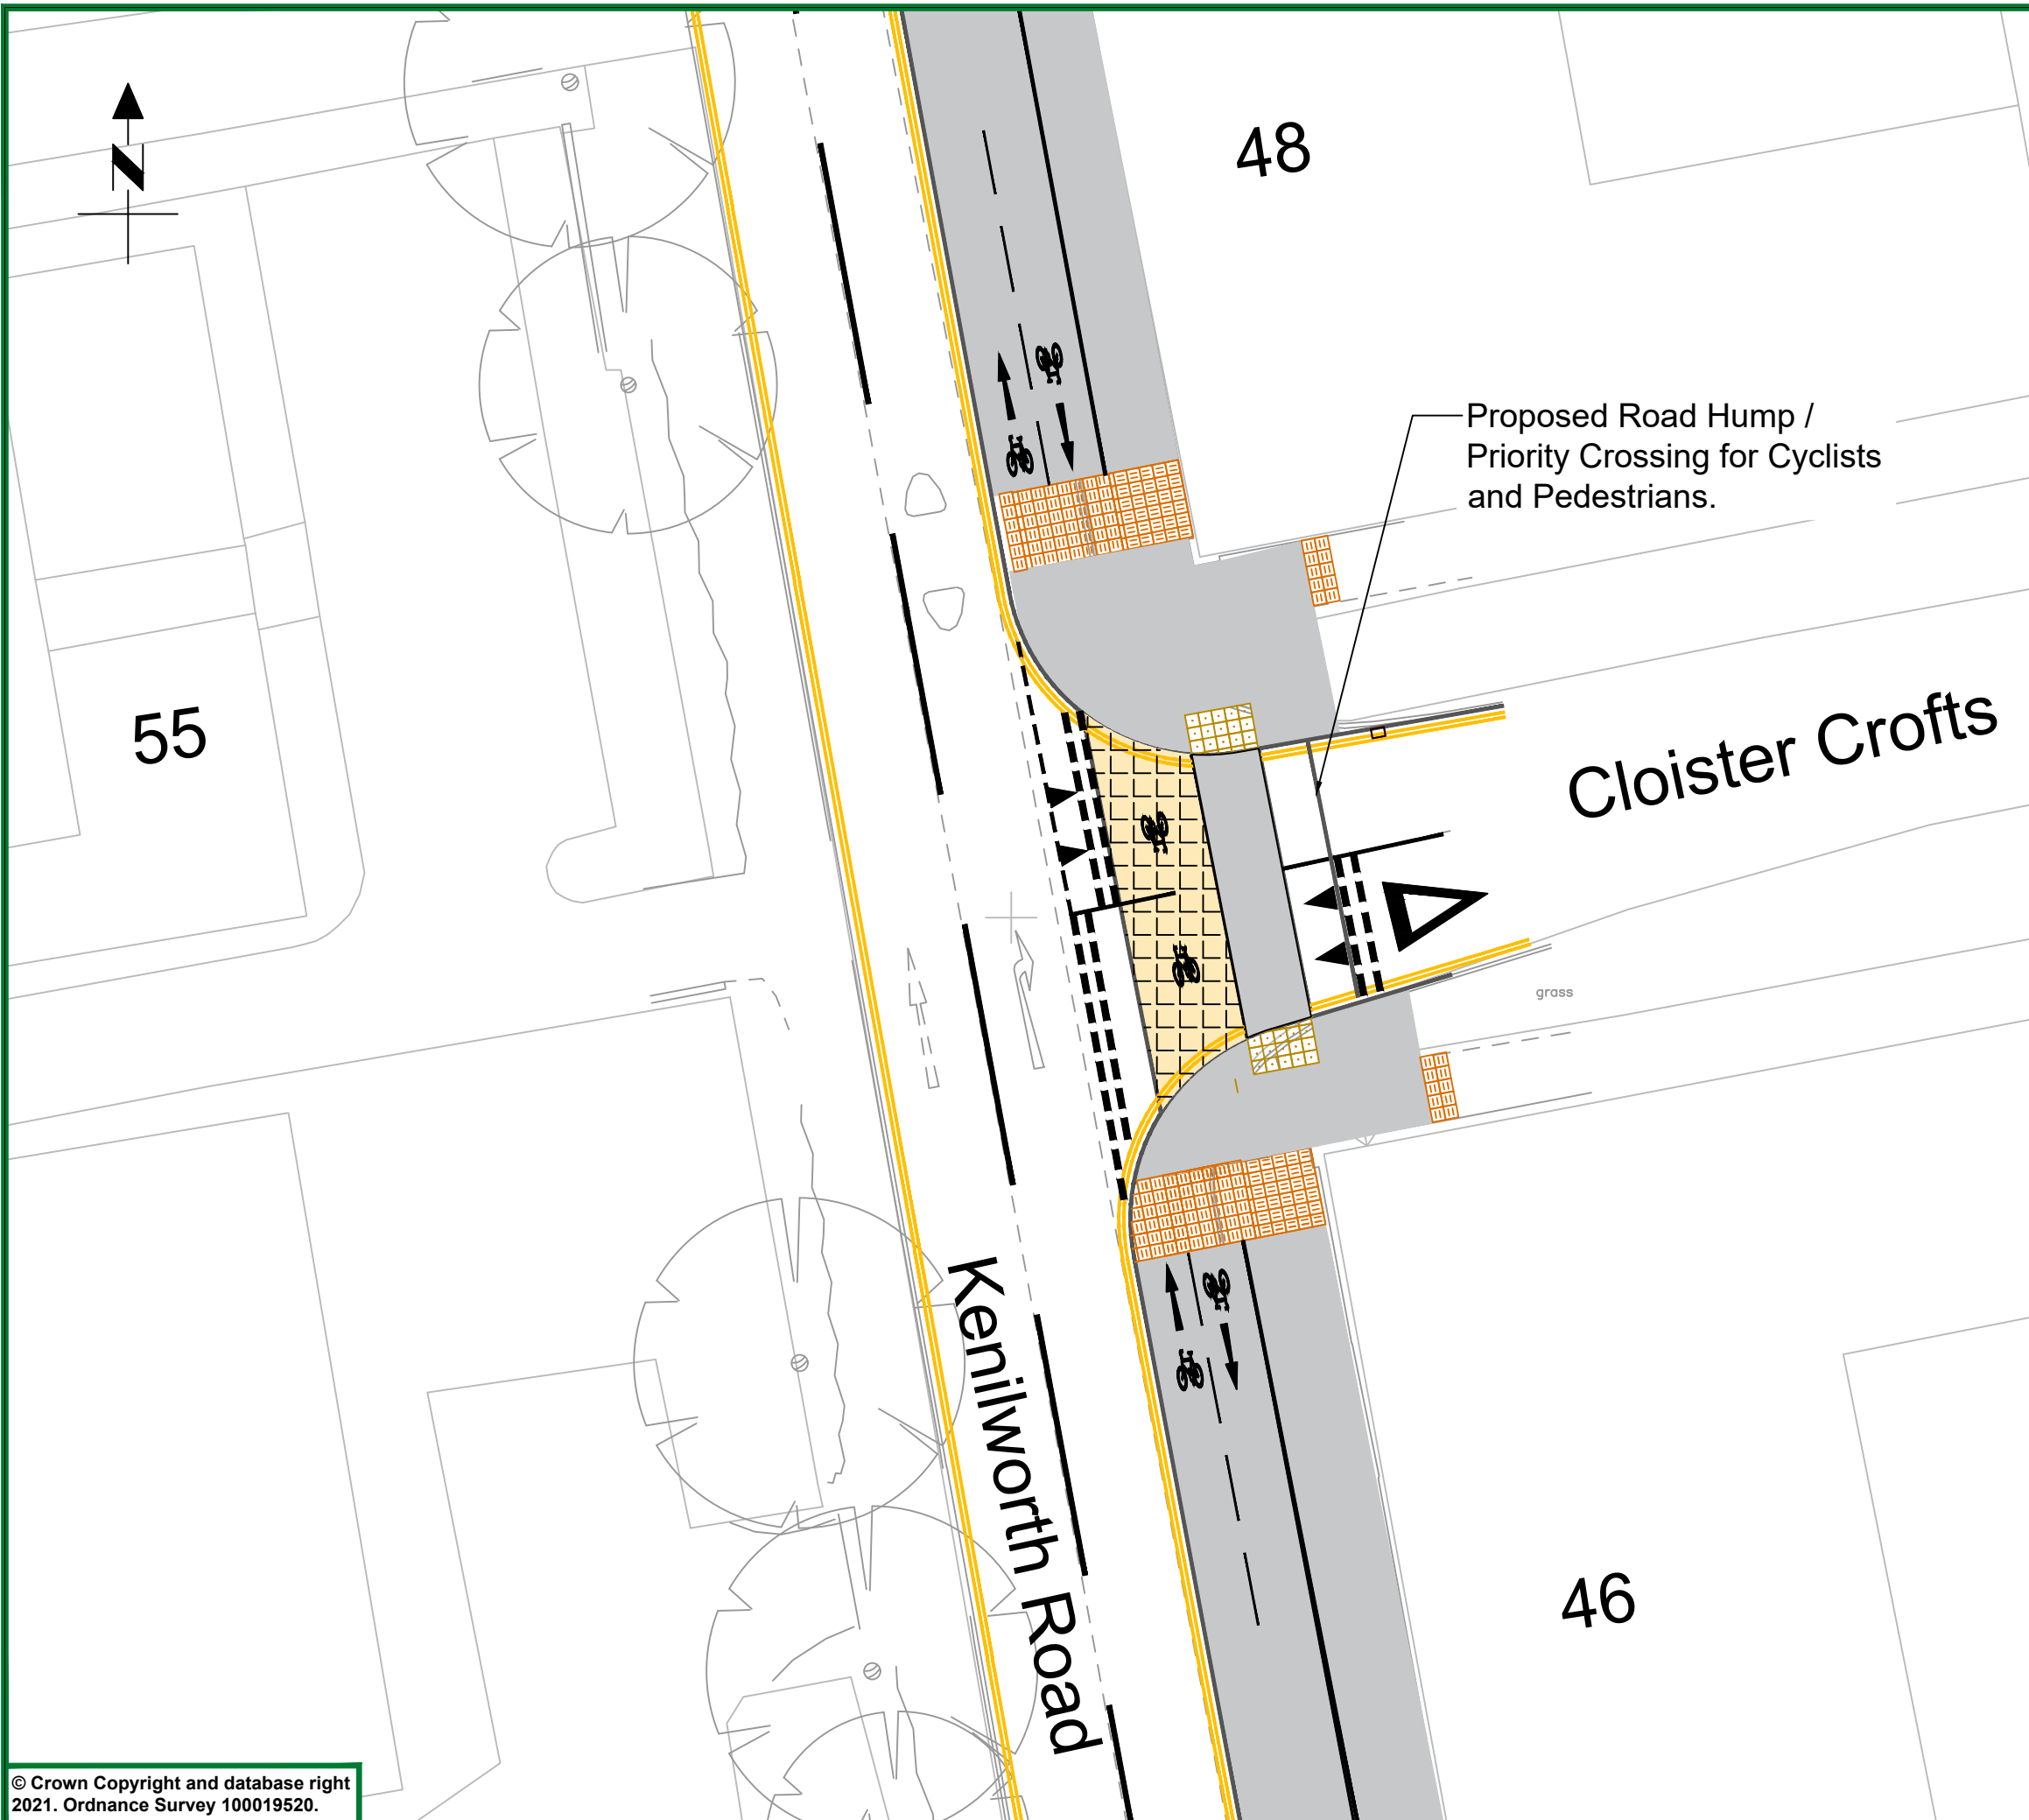 N
48
Proposed Road Hump /
Priority Crossing for Cyclists
and Pedestrians.
55
Cloister Crofts
grass
Kenilworth Road
46
© Crown Copyright and database right
2021. Ordnance Survey 100019520.